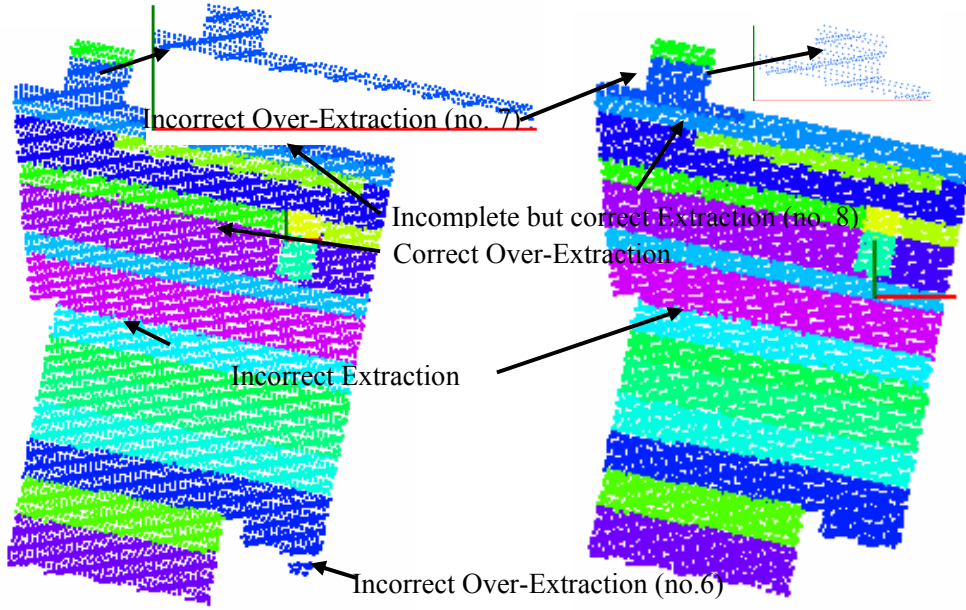 Incorrect Over-Extraction (no. 7)
Incomplete but correct Extraction (no. 8)
Correct Over-Extraction
Incorrect Extraction
Incorrect Over-Extraction (no.6)